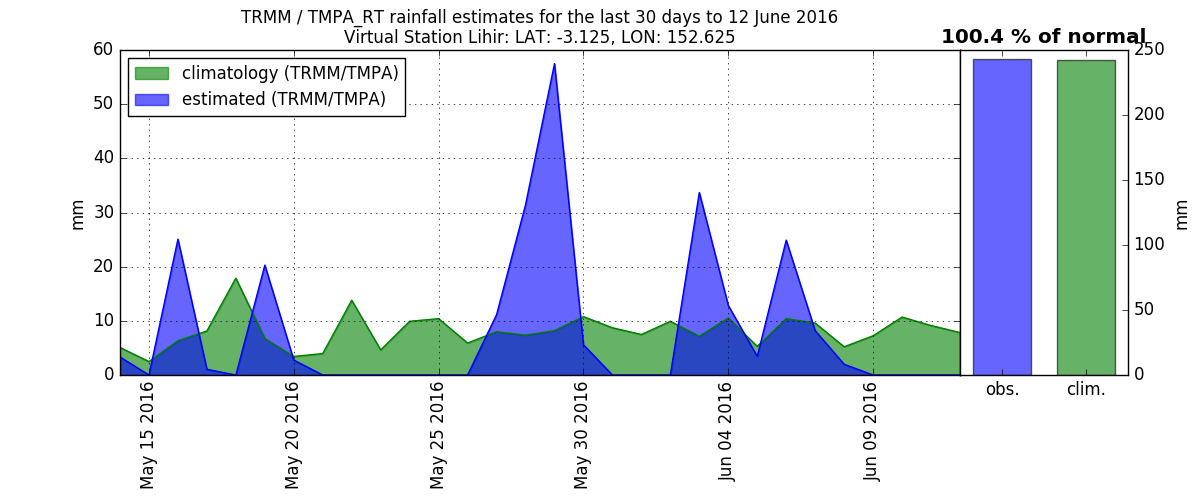 TRMM / TMPA_RT rainfall estimates for the last 30 days to 12 June 2016
Virtual Station Lihir: LAT: -3.125, LON: 152.625
100.4 % of normal
climatology (TRMM/TMPA)
estimated (TRMM/TMPA)
60
50
40
30
20
10
0
mm
May 15 2016
May 20 2016
May 25 2016
May 30 2016
Jun 04 2016
Jun 09 2016
250
200
150
100
50
0
mm
obs.
clim.